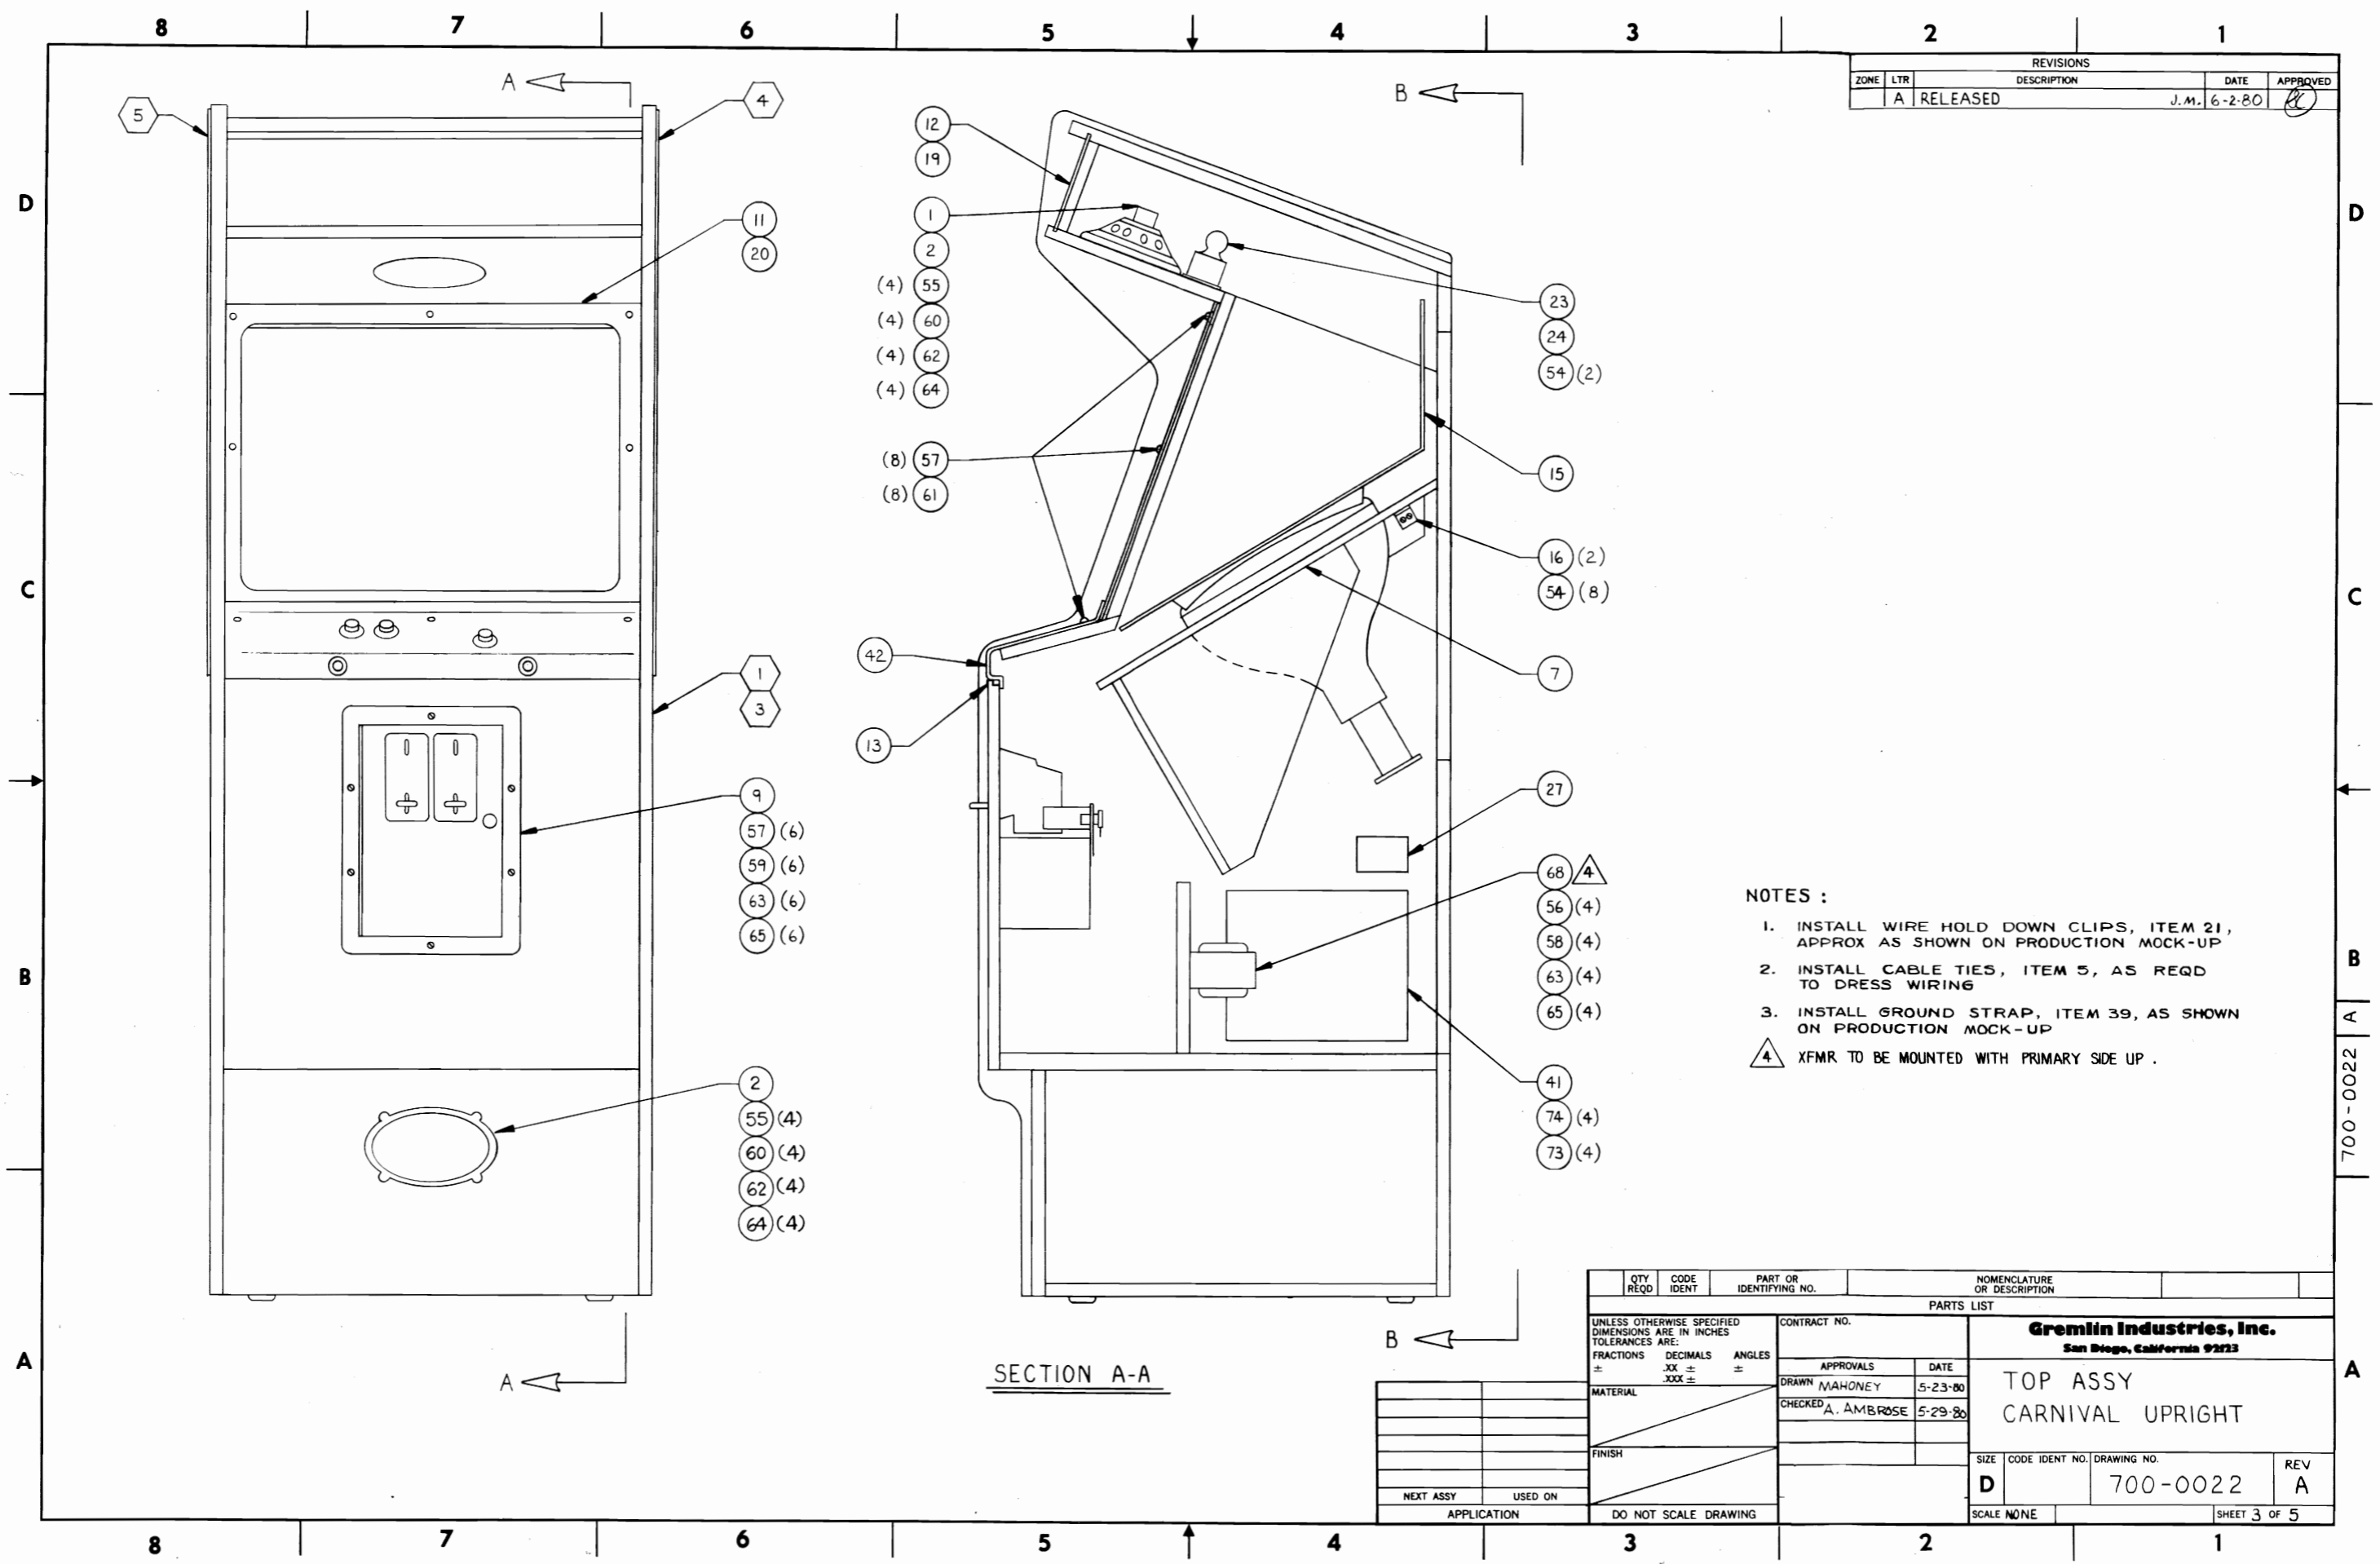 8 7 6 5 4 3 2 1
REVISIONS
ZONE LTR DESCRIPTION DATE APPROVED
A RELEASED J.M. 6-2-80
D
D
C
C
B
B
A
A
A
700-0022
A
5
4
11
20
1
3
9
57 (6)
59 (6)
63 (6)
65 (6)
2
55 (4)
60 (4)
62 (4)
64 (4)
A
B
12
19
1
2
(4) 55
(4) 60
(4) 62
(4) 64
(8) 57
(8) 61
42
13
23
24
54 (2)
15
16 (2)
54 (8)
7
27
68 4
56 (4)
58 (4)
63 (4)
65 (4)
41
74 (4)
73 (4)
B
SECTION A-A
NOTES :
1. INSTALL WIRE HOLD DOWN CLIPS, ITEM 21,
APPROX AS SHOWN ON PRODUCTION MOCK-UP
2. INSTALL CABLE TIES, ITEM 5, AS REQD
TO DRESS WIRING
3. INSTALL GROUND STRAP, ITEM 39, AS SHOWN
ON PRODUCTION MOCK-UP
4 XFMR TO BE MOUNTED WITH PRIMARY SIDE UP.
QTY REQD CODE IDENT PART OR IDENTIFYING NO. NOMENCLATURE OR DESCRIPTION
PARTS LIST
UNLESS OTHERWISE SPECIFIED
DIMENSIONS ARE IN INCHES
TOLERANCES ARE:
FRACTIONS DECIMALS ANGLES
± .XX ± ±
.XXX ±
MATERIAL
FINISH
DO NOT SCALE DRAWING
NEXT ASSY USED ON
APPLICATION
CONTRACT NO.
APPROVALS DATE
DRAWN MAHONEY 5-23-80
CHECKED A. AMBROSE 5-29-80
Gremlin Industries, Inc.
San Diego, California 92123
TOP ASSY
CARNIVAL UPRIGHT
SIZE D
CODE IDENT NO.
DRAWING NO. 700-0022
REV A
SCALE NONE
SHEET 3 OF 5
8 7 6 5 4 3 2 1